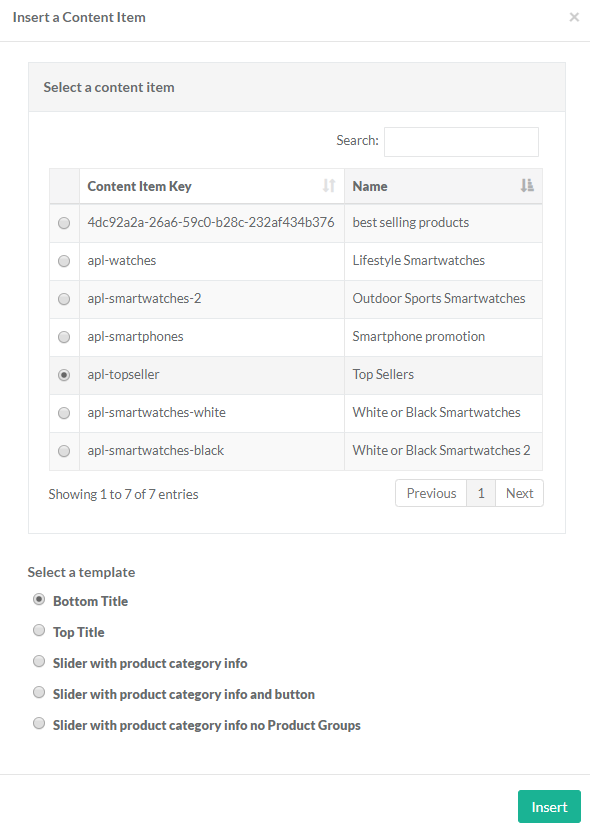 Insert a Content Item ×
Select a content item
Search:
Content Item Key Name
4dc92a2a-26a6-59c0-b28c-232af434b376 best selling products
apl-watches Lifestyle Smartwatches
apl-smartwatches-2 Outdoor Sports Smartwatches
apl-smartphones Smartphone promotion
apl-topseller Top Sellers
apl-smartwatches-white White or Black Smartwatches
apl-smartwatches-black White or Black Smartwatches 2
Showing 1 to 7 of 7 entries Previous 1 Next
Select a template
Bottom Title
Top Title
Slider with product category info
Slider with product category info and button
Slider with product category info no Product Groups
Insert